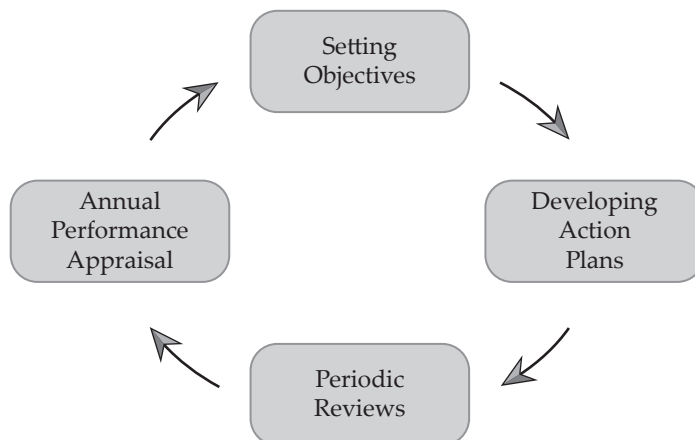 Setting
Objectives
Developing
Action
Plans
Periodic
Reviews
Annual
Performance
Appraisal